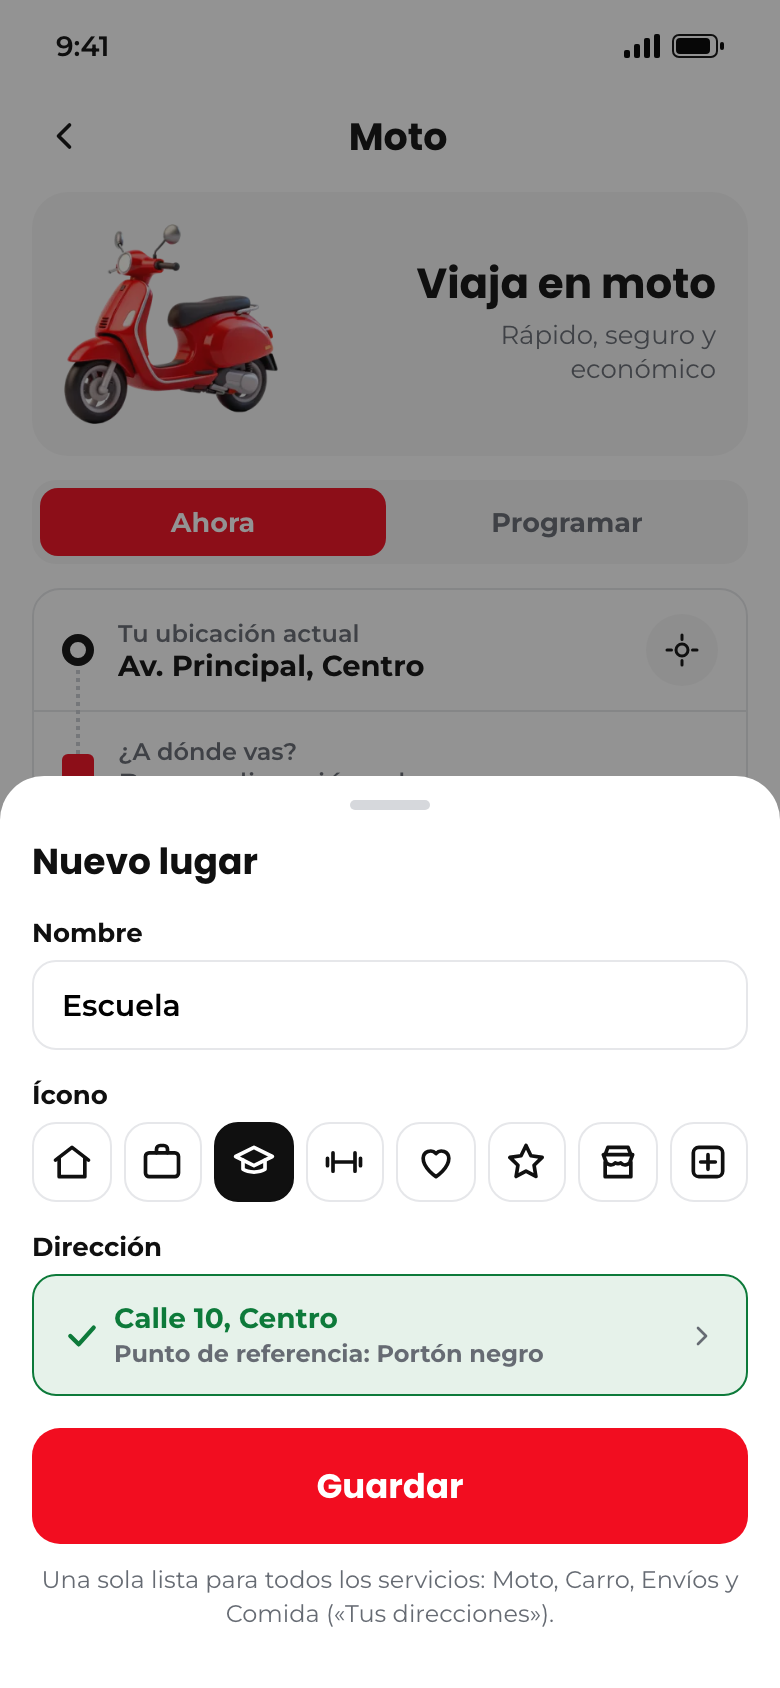 9:41
Moto
Viaja en moto
Rápido, seguro y
económico
Ahora
Programar
Tu ubicación actual
Av. Principal, Centro
¿A dónde vas?
Nuevo lugar
Nombre
Escuela
Ícono
Dirección
Calle 10, Centro
Punto de referencia: Portón negro
Guardar
Una sola lista para todos los servicios: Moto, Carro, Envíos y
Comida («Tus direcciones»).